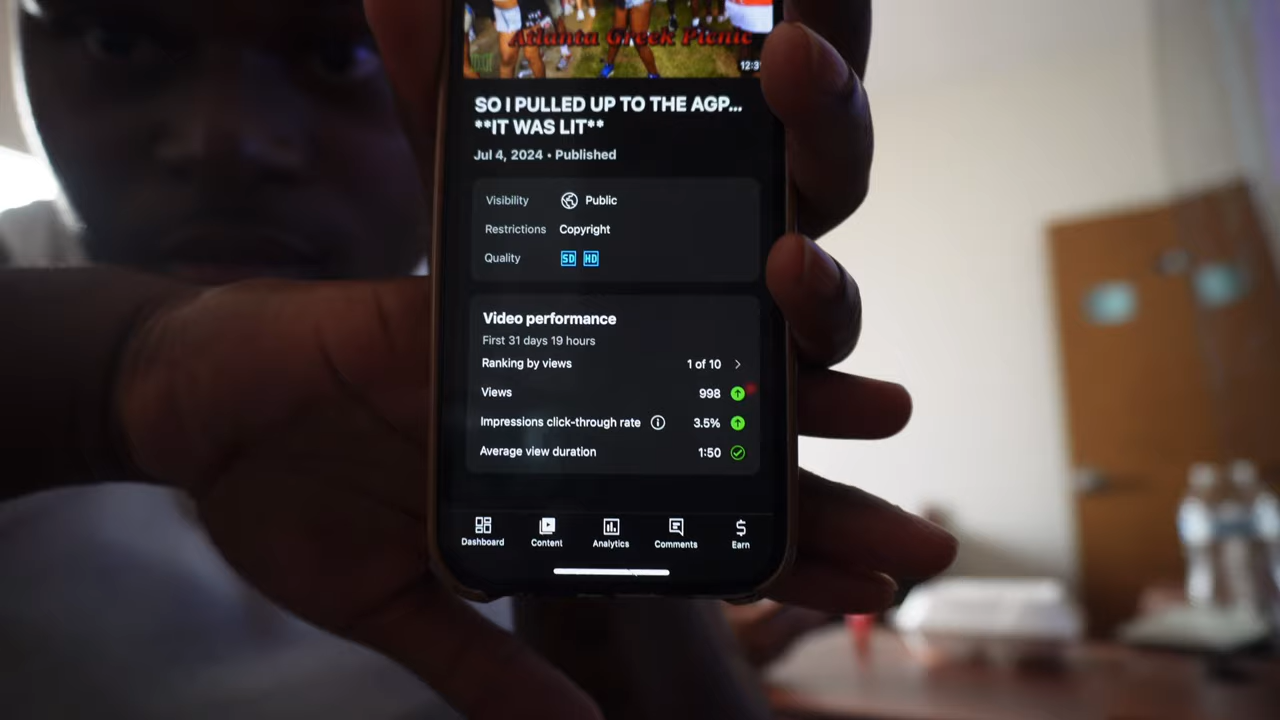 Atlanta Greek Picnic
12:3
SO I PULLED UP TO THE AGP...
**IT WAS LIT**
Jul 4, 2024 • Published
Visibility Public
Restrictions Copyright
Quality SD HD
Video performance
First 31 days 19 hours
Ranking by views 1 of 10
Views 998
Impressions click-through rate 3.5%
Average view duration 1:50
Dashboard Content Analytics Comments Earn